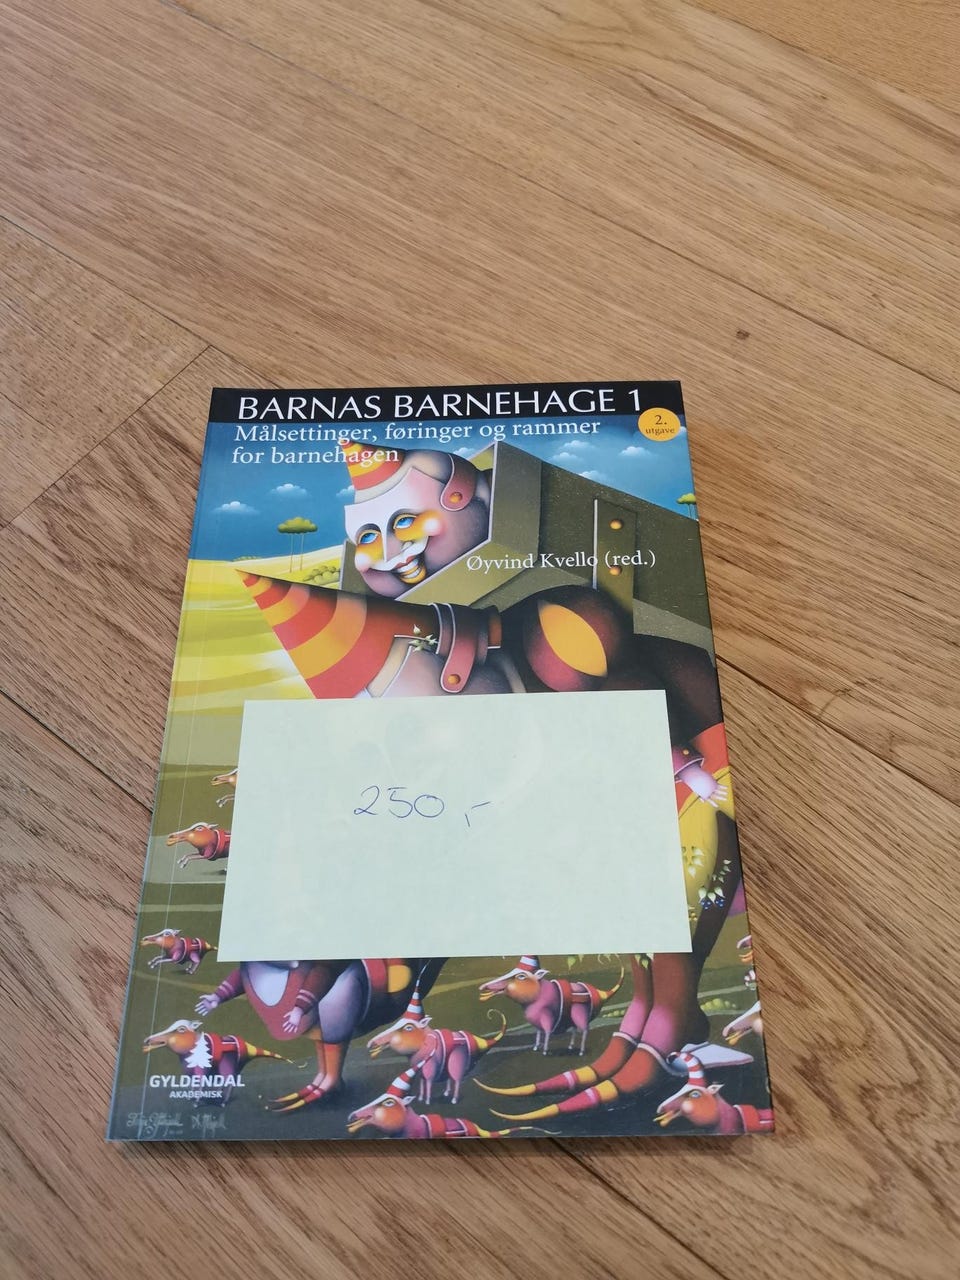 BARNAS BARNEHAGE 1
Målsettinger, føringer og rammer
for barnehagen
2.
utgave
Øyvind Kvello (red.)
250,-
GYLDENDAL
AKADEMISK